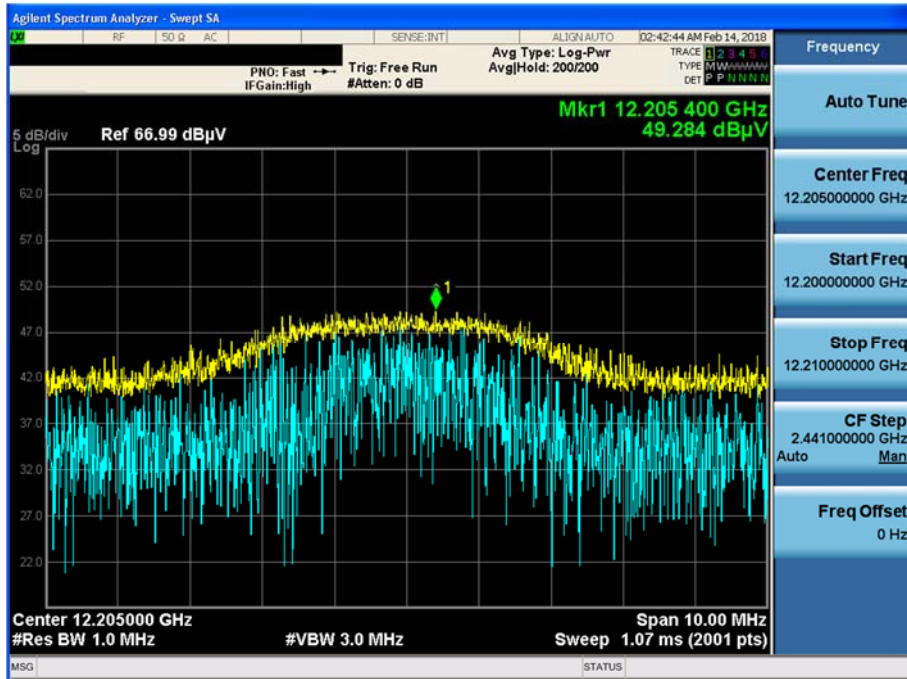 Agilent Spectrum Analyzer - Swept SA
RF 50 Ω AC SENSE:INT ALIGN AUTO 02:42:44 AM Feb 14, 2018
Frequency
PNO: Fast
IFGain:High
Trig: Free Run
#Atten: 0 dB
Avg Type: Log-Pwr
Avg|Hold: 200/200
TRACE 1 2 3 4 5 6
TYPE MWWWWW
DET P P N N N N
Auto Tune
Mkr1 12.205 400 GHz
49.284 dBµV
5 dB/div Ref 66.99 dBµV
Log
62.0
57.0
52.0
47.0
42.0
37.0
32.0
27.0
22.0
1
Center Freq
12.205000000 GHz
Start Freq
12.200000000 GHz
Stop Freq
12.210000000 GHz
CF Step
2.441000000 GHz
Auto Man
Freq Offset
0 Hz
Center 12.205000 GHz Span 10.00 MHz
#Res BW 1.0 MHz #VBW 3.0 MHz Sweep 1.07 ms (2001 pts)
MSG STATUS